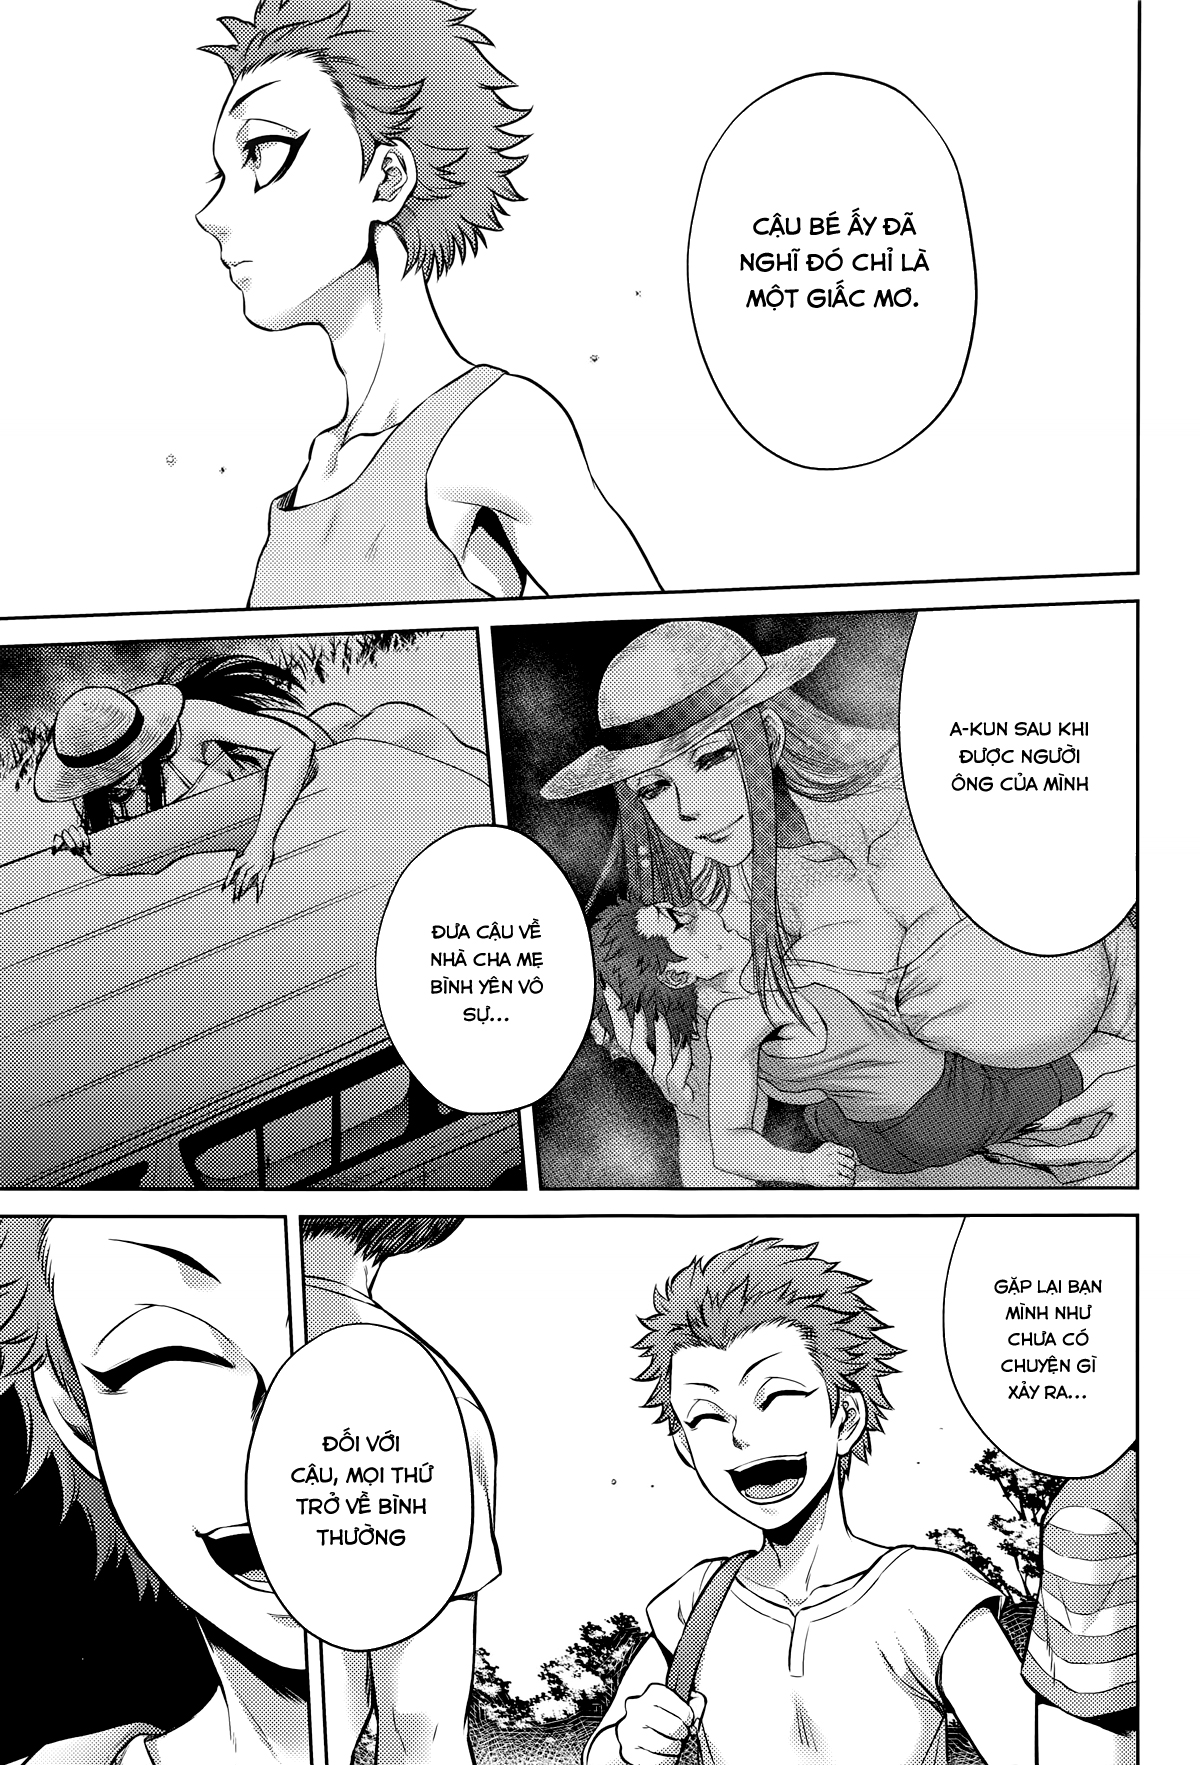 CẬU BÉ ẤY ĐÃ
NGHĨ ĐÓ CHỈ LÀ
MỘT GIẤC MƠ.
A-KUN SAU KHI
ĐƯỢC NGƯỜI
ÔNG CỦA MÌNH
ĐƯA CẬU VỀ
NHÀ CHA MẸ
BÌNH YÊN VÔ
SỰ...
GẶP LẠI BẠN
MÌNH NHƯ
CHƯA CÓ
CHUYỆN GÌ
XẢY RA...
ĐỐI VỚI
CẬU, MỌI THỨ
TRỞ VỀ BÌNH
THƯỜNG